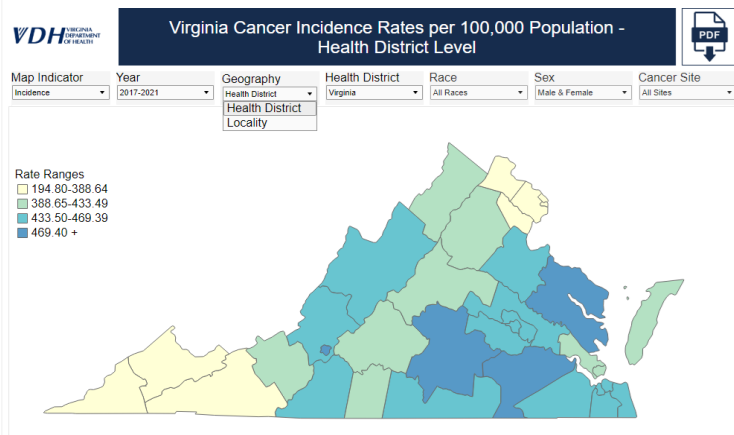 VDH VIRGINIA
DEPARTMENT
OF HEALTH
Virginia Cancer Incidence Rates per 100,000 Population -
Health District Level
PDF
Map Indicator
Year
Geography
Health District
Race
Sex
Cancer Site
Incidence
2017-2021
Health District
Virginia
All Races
Male & Female
All Sites
Health District
Locality
Rate Ranges
194.80-388.64
388.65-433.49
433.50-469.39
469.40 +